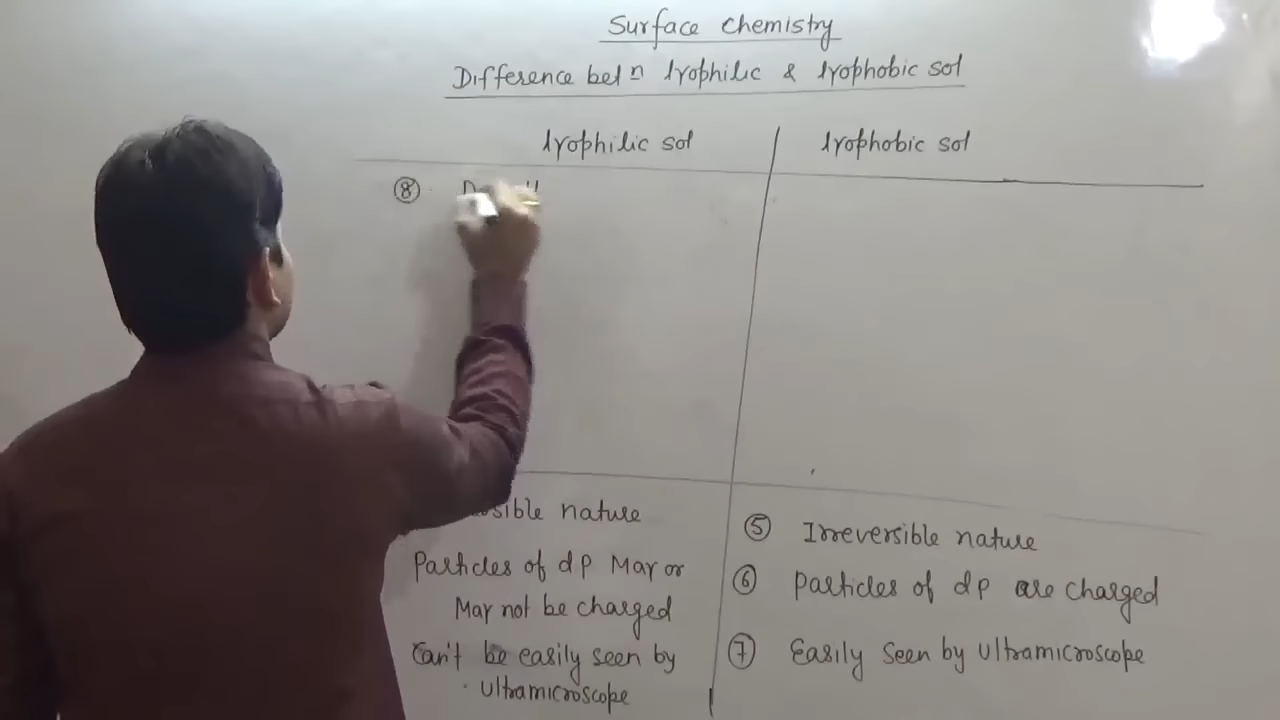 Surface Chemistry
Difference betn lyophilic & lyophobic sol
lyophilic sol
lyophobic sol
⑧
sible nature
Particles of dp May or
May not be charged
Can't be easily seen by
Ultramicroscope
⑤ Irreversible nature
⑥ Particles of dp are charged
⑦ Easily seen by Ultramicroscope